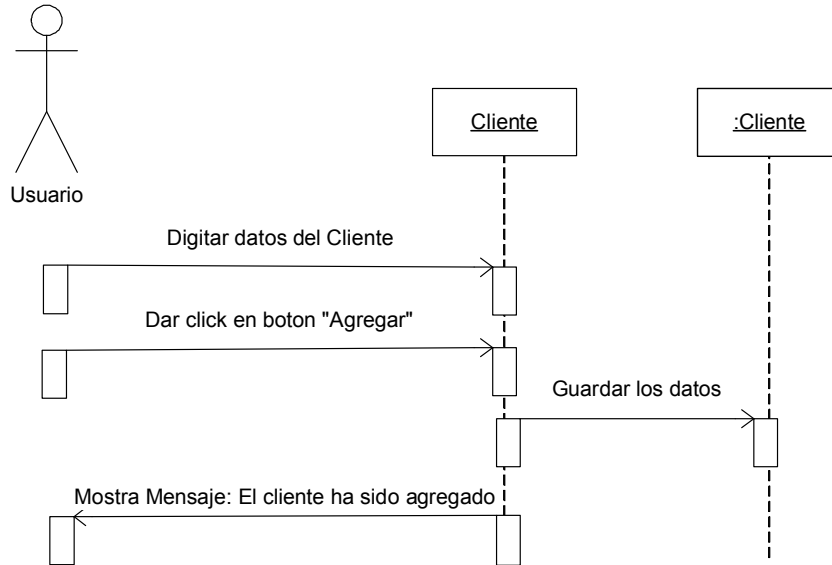 Cliente
:Cliente
Usuario
Digitar datos del Cliente
Dar click en boton "Agregar"
Guardar los datos
Mostra Mensaje: El cliente ha sido agregado